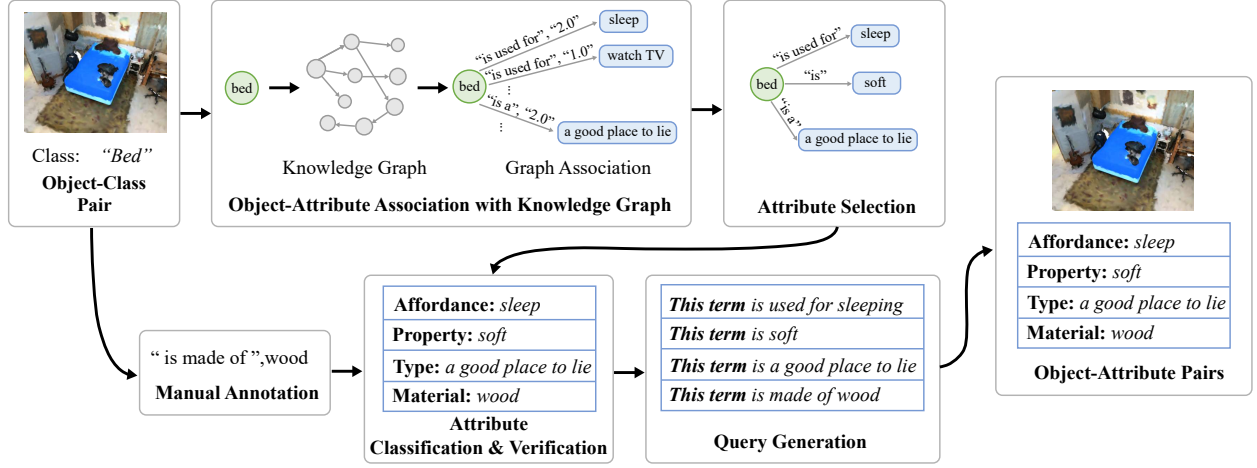 Class: “Bed”
Object-Class
Pair
bed
Knowledge Graph
bed
“is used for”, “2.0”
sleep
“is used for”, “1.0”
watch TV
...
“is a”, “2.0”
...
a good place to lie
Graph Association
Object-Attribute Association with Knowledge Graph
bed
“is used for”
sleep
“is”
soft
“is a”
a good place to lie
Attribute Selection
“ is made of ”,wood
Manual Annotation
Affordance: sleep
Property: soft
Type: a good place to lie
Material: wood
Attribute
Classification & Verification
This term is used for sleeping
This term is soft
This term is a good place to lie
This term is made of wood
Query Generation
Affordance: sleep
Property: soft
Type: a good place to lie
Material: wood
Object-Attribute Pairs